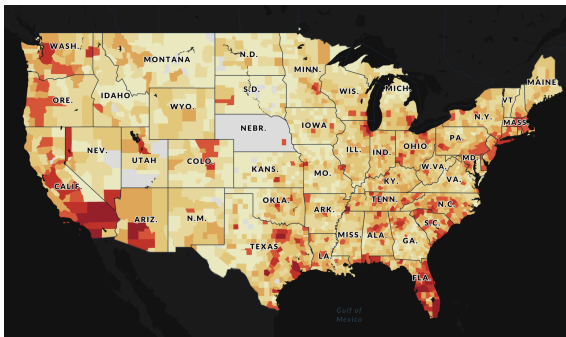 WASH.
MONTANA
N.D.
MINN.
MAINE
ORE.
IDAHO
S.D.
WIS.
MICH.
VT.
WYO.
N.Y.
MASS.
NEBR.
IOWA
PA.
NEV.
UTAH
COLO.
ILL.
IND.
OHIO
MD.
W.VA.
CALIF.
KANS.
MO.
KY.
VA.
ARIZ.
N.M.
OKLA.
ARK.
TENN.
N.C.
S.C.
TEXAS
MISS.
ALA.
GA.
LA.
FLA.
Gulf of
Mexico